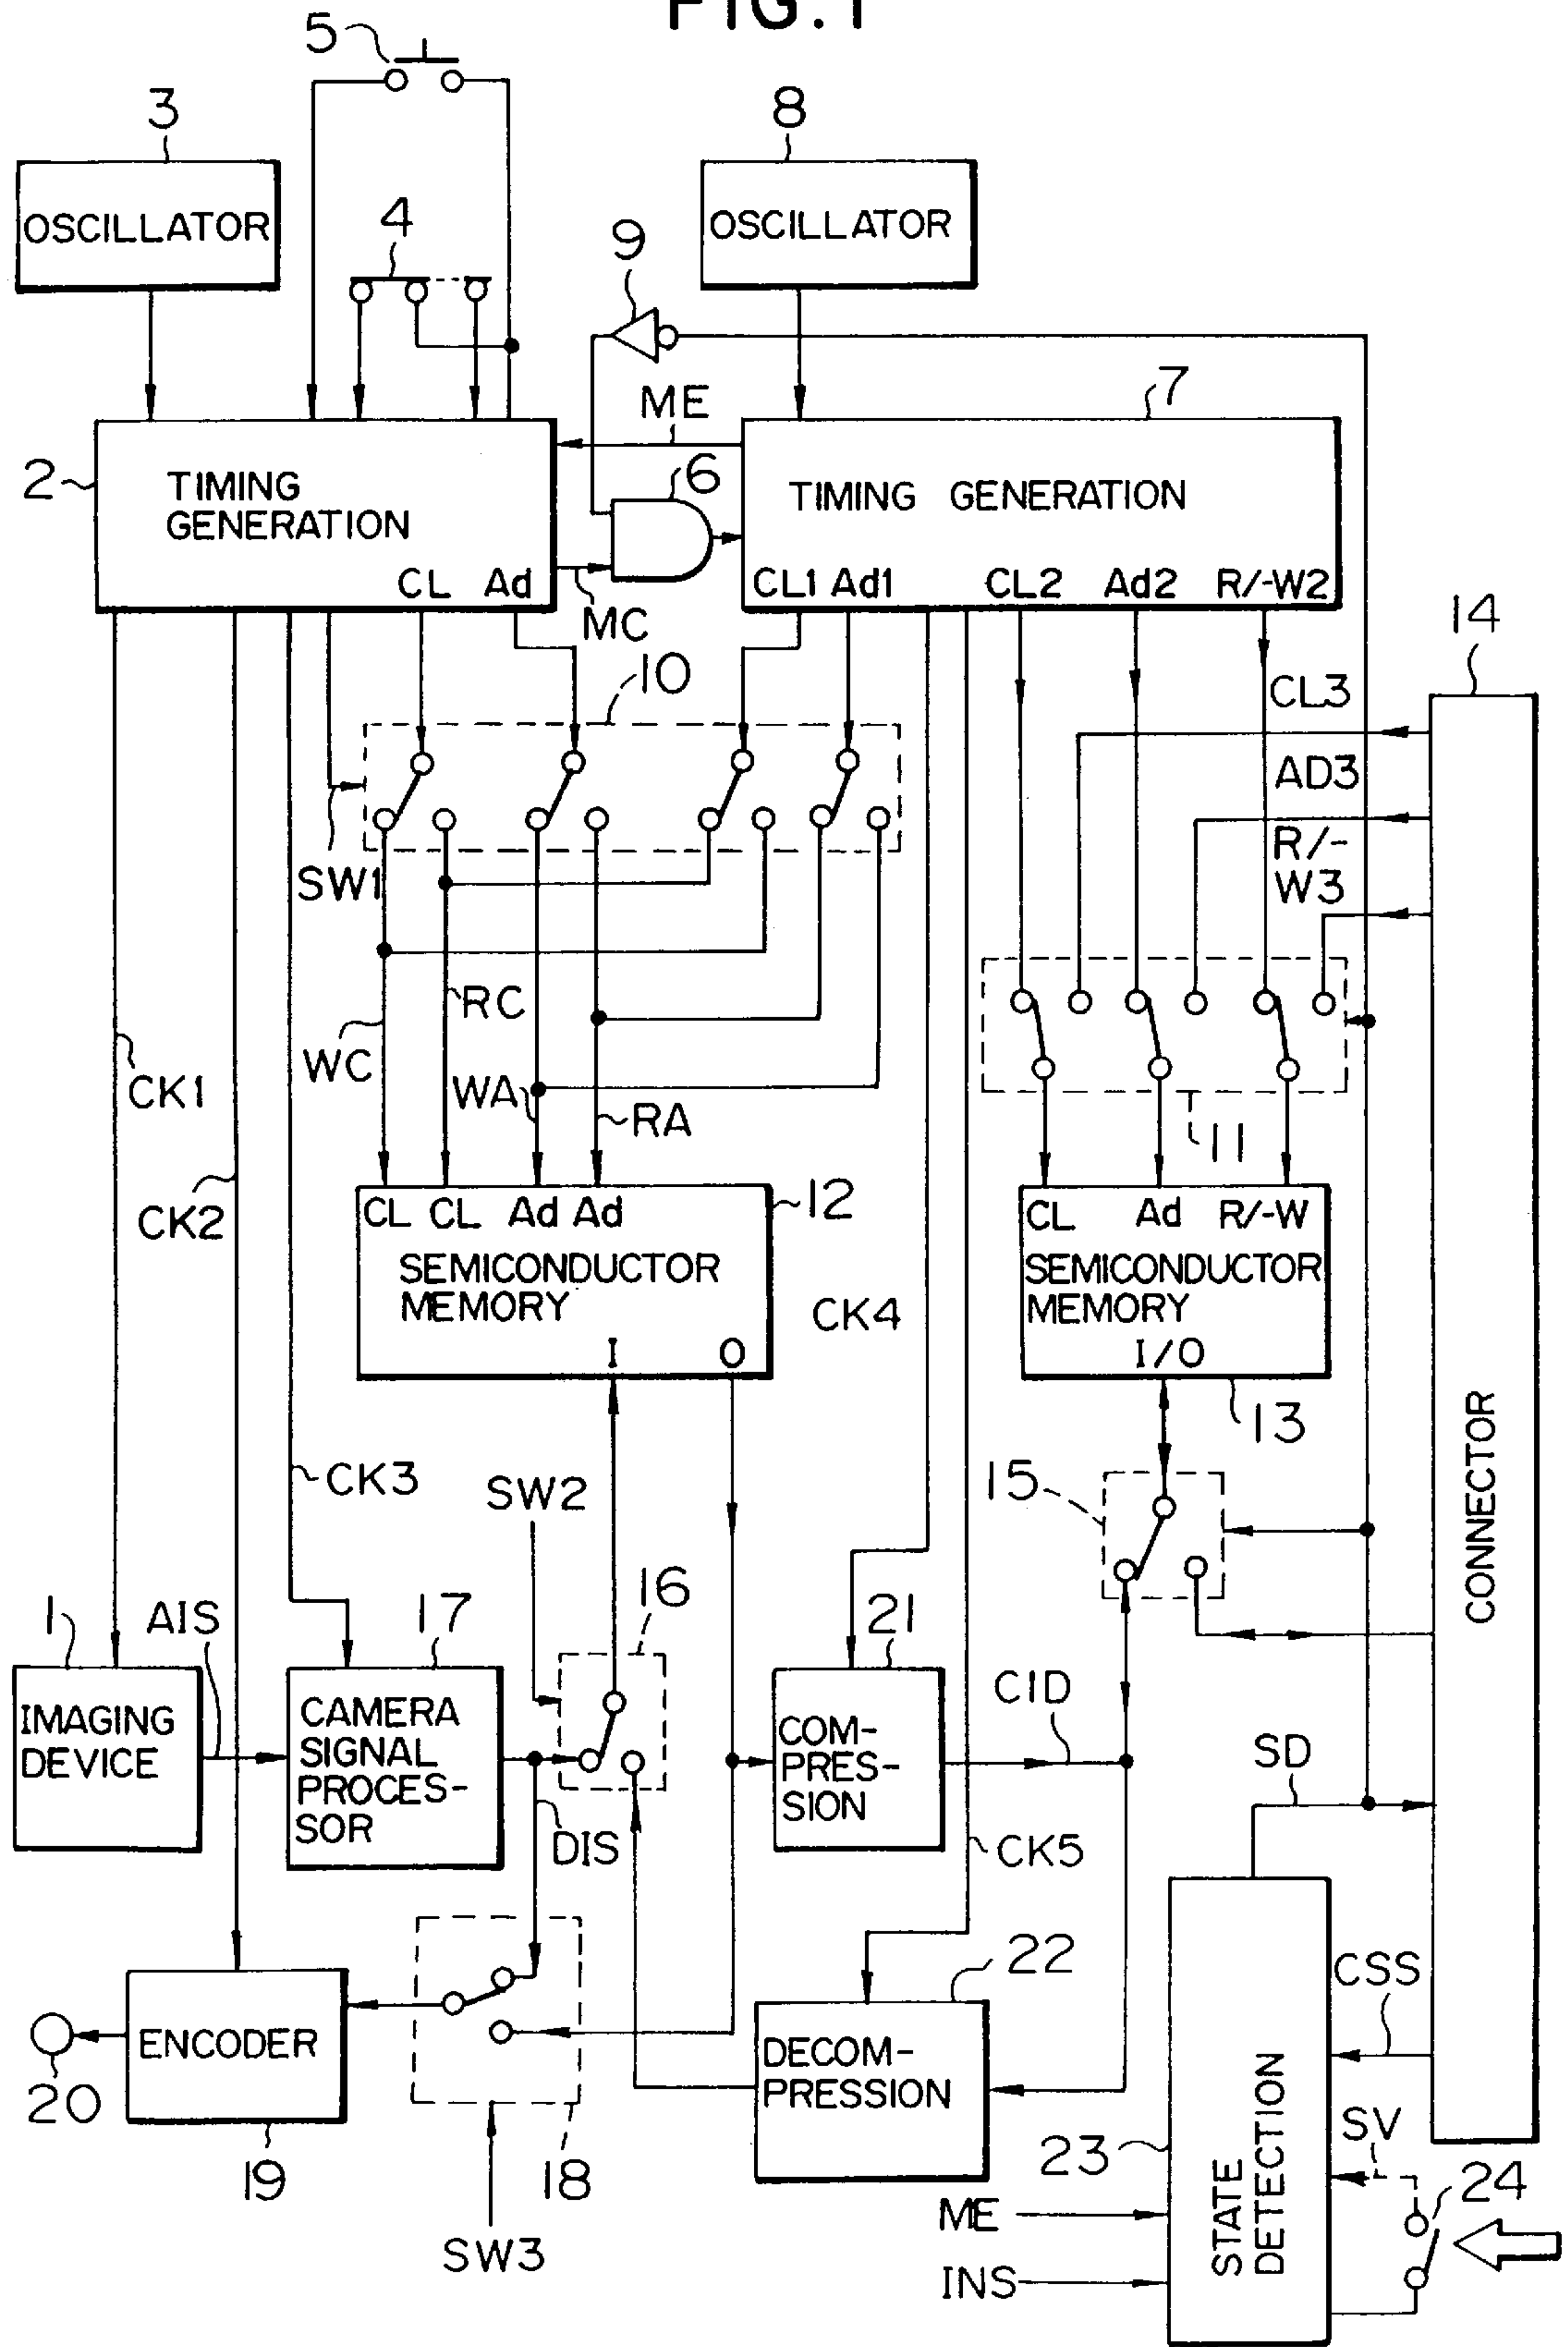 FIG. 1
5
3
8
OSCILLATOR
4
9
OSCILLATOR
ME
7
2
TIMING
GENERATION
6
TIMING GENERATION
CL Ad
CL1 Ad1
CL2 Ad2 R/-W2
MC
14
10
CL3
AD3
R/-
W3
SW1
RC
WC
CK1
WA
RA
11
CK2
12
CL CL Ad Ad
CL Ad R/-W
SEMICONDUCTOR
MEMORY
SEMICONDUCTOR
MEMORY
CK4
I O
I/O
13
CONNECTOR
CK3
SW2
15
16
1
AIS
17
21
IMAGING
DEVICE
CAMERA
SIGNAL
PROCES-
SOR
CID
COM-
PRES-
SION
SD
DIS
CK5
22
CSS
ENCODER
DECOM-
PRESSION
20
19
18
23
STATE
DETECTION
SV
24
ME
SW3
INS